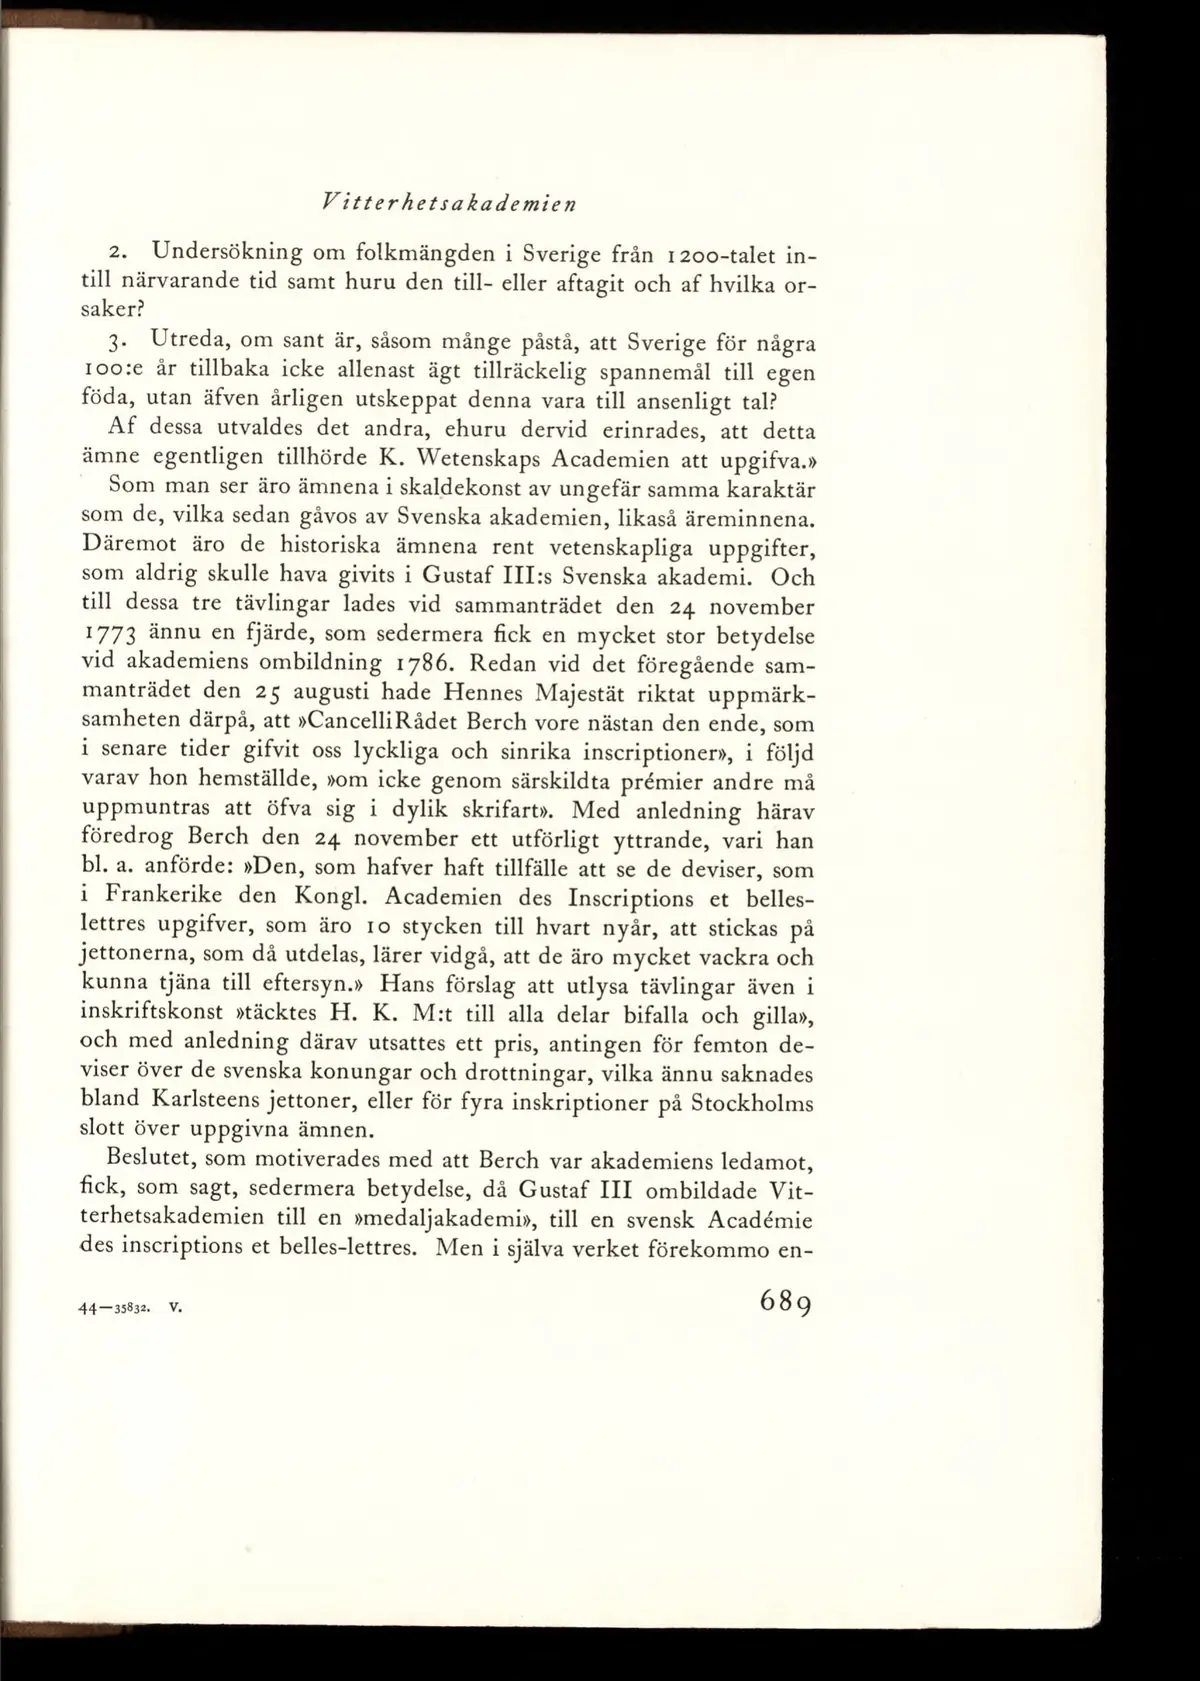 Vitterhetsakademien
2. Undersökning om folkmängden i Sverige från 1200-talet in-
till närvarande tid samt huru den till- eller aftagit och af hvilka or-
saker?
3. Utreda, om sant är, såsom månge påstå, att Sverige för några
100:e år tillbaka icke allenast ägt tillräckelig spannemål till egen
föda, utan äfven årligen utskeppat denna vara till ansenligt tal?
Af dessa utvaldes det andra, ehuru dervid erinrades, att detta
ämne egentligen tillhörde K. Wetenskaps Academien att upgifva.»
Som man ser äro ämnena i skaldekonst av ungefär samma karaktär
som de, vilka sedan gåvos av Svenska akademien, likaså äreminnena.
Däremot äro de historiska ämnena rent vetenskapliga uppgifter,
som aldrig skulle hava givits i Gustaf III:s Svenska akademi. Och
till dessa tre tävlingar lades vid sammanträdet den 24 november
1773 ännu en fjärde, som sedermera fick en mycket stor betydelse
vid akademiens ombildning 1786. Redan vid det föregående sam-
manträdet den 25 augusti hade Hennes Majestät riktat uppmärk-
samheten därpå, att »CancelliRådet Berch vore nästan den ende, som
i senare tider gifvit oss lyckliga och sinrika inscriptioner», i följd
varav hon hemställde, »om icke genom särskildta prémier andre må
uppmuntras att öfva sig i dylik skrifart». Med anledning härav
föredrog Berch den 24 november ett utförligt yttrande, vari han
bl. a. anförde: »Den, som hafver haft tillfälle att se de deviser, som
i Frankerike den Kongl. Academien des Inscriptions et belles-
lettres upgifver, som äro 10 stycken till hvart nyår, att stickas på
jettonerna, som då utdelas, lärer vidgå, att de äro mycket vackra och
kunna tjäna till eftersyn.» Hans förslag att utlysa tävlingar även i
inskriftskonst »täcktes H. K. M:t till alla delar bifalla och gilla»,
och med anledning därav utsattes ett pris, antingen för femton de-
viser över de svenska konungar och drottningar, vilka ännu saknades
bland Karlsteens jettoner, eller för fyra inskriptioner på Stockholms
slott över uppgivna ämnen.
Beslutet, som motiverades med att Berch var akademiens ledamot,
fick, som sagt, sedermera betydelse, då Gustaf III ombildade Vit-
terhetsakademien till en »medaljakademi», till en svensk Académie
des inscriptions et belles-lettres. Men i själva verket förekommo en-
44—35832. V.
689